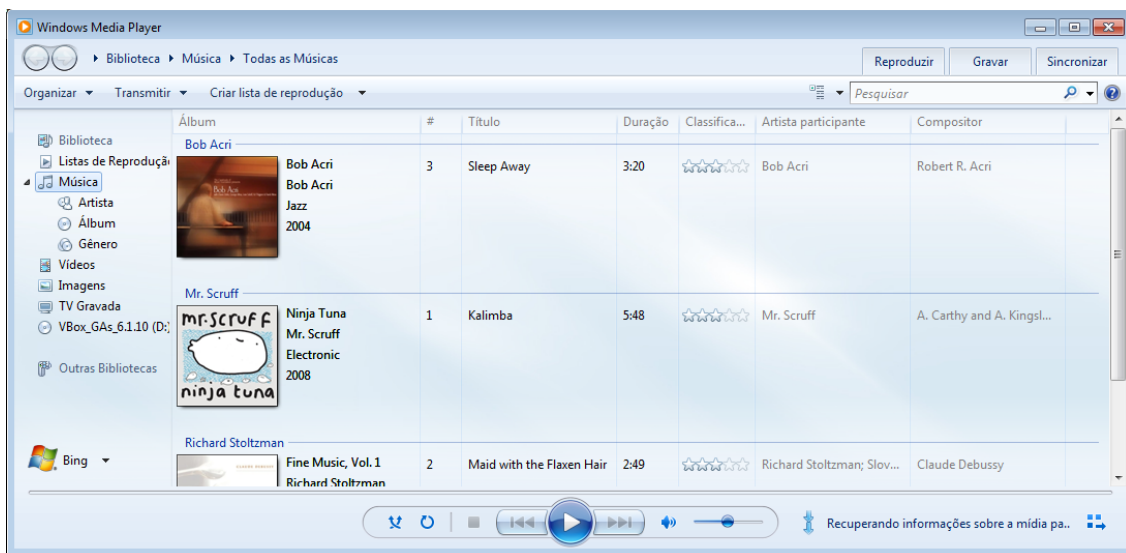 Windows Media Player
Biblioteca Música Todas as Músicas
Reproduzir Gravar Sincronizar
Organizar Transmitir Criar lista de reprodução Pesquisar
Álbum # Título Duração Classifica... Artista participante Compositor
Biblioteca
Listas de Reproduçã
Música
Artista
Álbum
Gênero
Vídeos
Imagens
TV Gravada
VBox_GAs_6.1.10 (D:)
Outras Bibliotecas
Bing
Bob Acri
Bob Acri
Bob Acri 3 Sleep Away 3:20 Bob Acri Robert R. Acri
Bob Acri
Jazz
2004
Mr. Scruff
mr.scruff
ninja tuna
Ninja Tuna 1 Kalimba 5:48 Mr. Scruff A. Carthy and A. Kingsl...
Mr. Scruff
Electronic
2008
Richard Stoltzman
CLAUDE DEBUSSY
Fine Music, Vol. 1 2 Maid with the Flaxen Hair 2:49 Richard Stoltzman; Slov... Claude Debussy
Richard Stoltzman
Recuperando informações sobre a mídia pa..